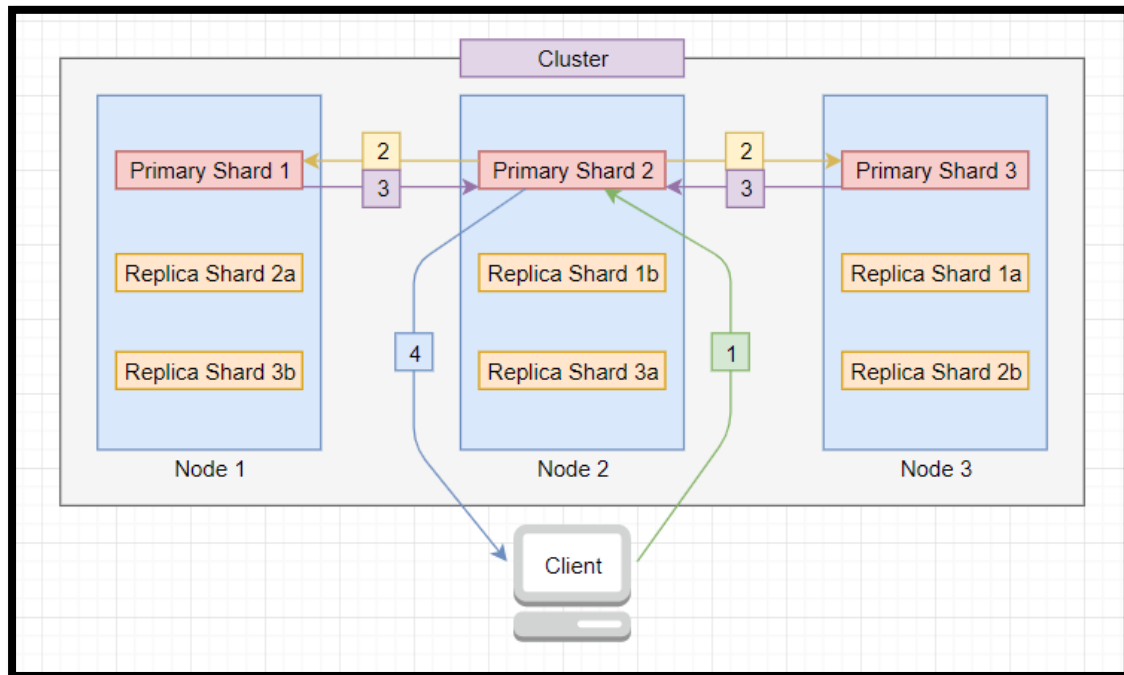 Cluster
2
2
Primary Shard 1
Primary Shard 2
Primary Shard 3
3
3
Replica Shard 2a
Replica Shard 1b
Replica Shard 1a
4
1
Replica Shard 3b
Replica Shard 3a
Replica Shard 2b
Node 1
Node 2
Node 3
Client